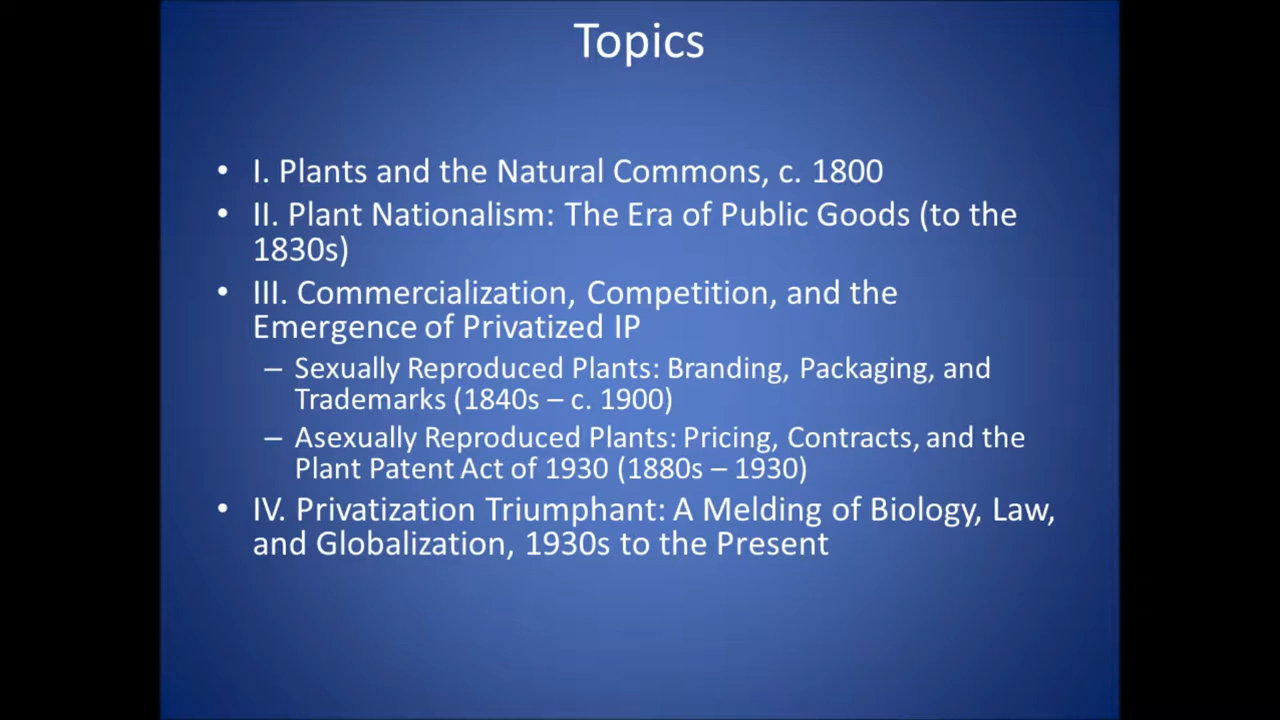 Topics
• I. Plants and the Natural Commons, c. 1800
• II. Plant Nationalism: The Era of Public Goods (to the
1830s)
• III. Commercialization, Competition, and the
Emergence of Privatized IP
– Sexually Reproduced Plants: Branding, Packaging, and
Trademarks (1840s – c. 1900)
– Asexually Reproduced Plants: Pricing, Contracts, and the
Plant Patent Act of 1930 (1880s – 1930)
• IV. Privatization Triumphant: A Melding of Biology, Law,
and Globalization, 1930s to the Present